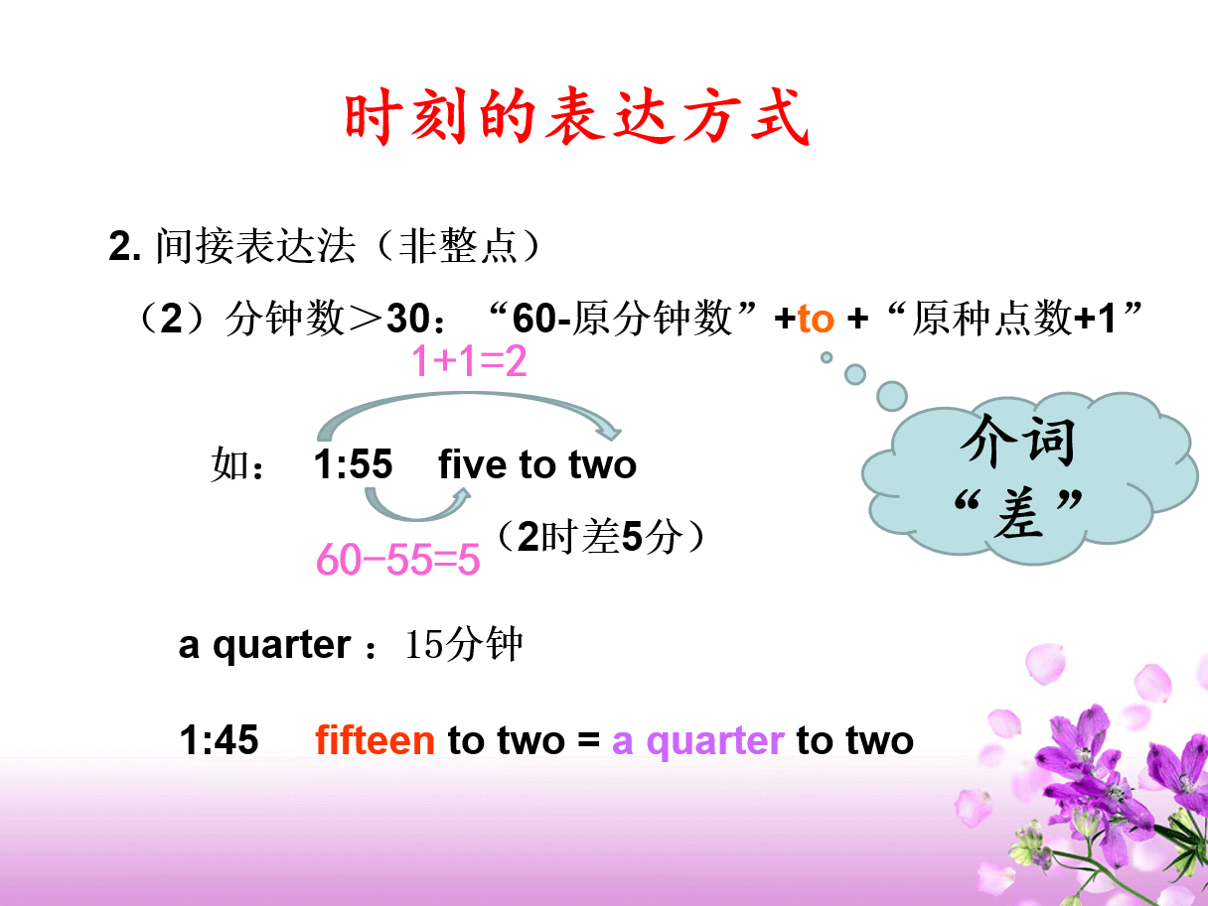 时刻的表达方式
2. 间接表达法（非整点）
（2）分钟数＞30：“60-原分钟数”+to +“原种点数+1”
1+1=2
介词
“差”
如： 1:55 five to two
（2时差5分）
60-55=5
a quarter ：15分钟
1:45 fifteen to two = a quarter to two